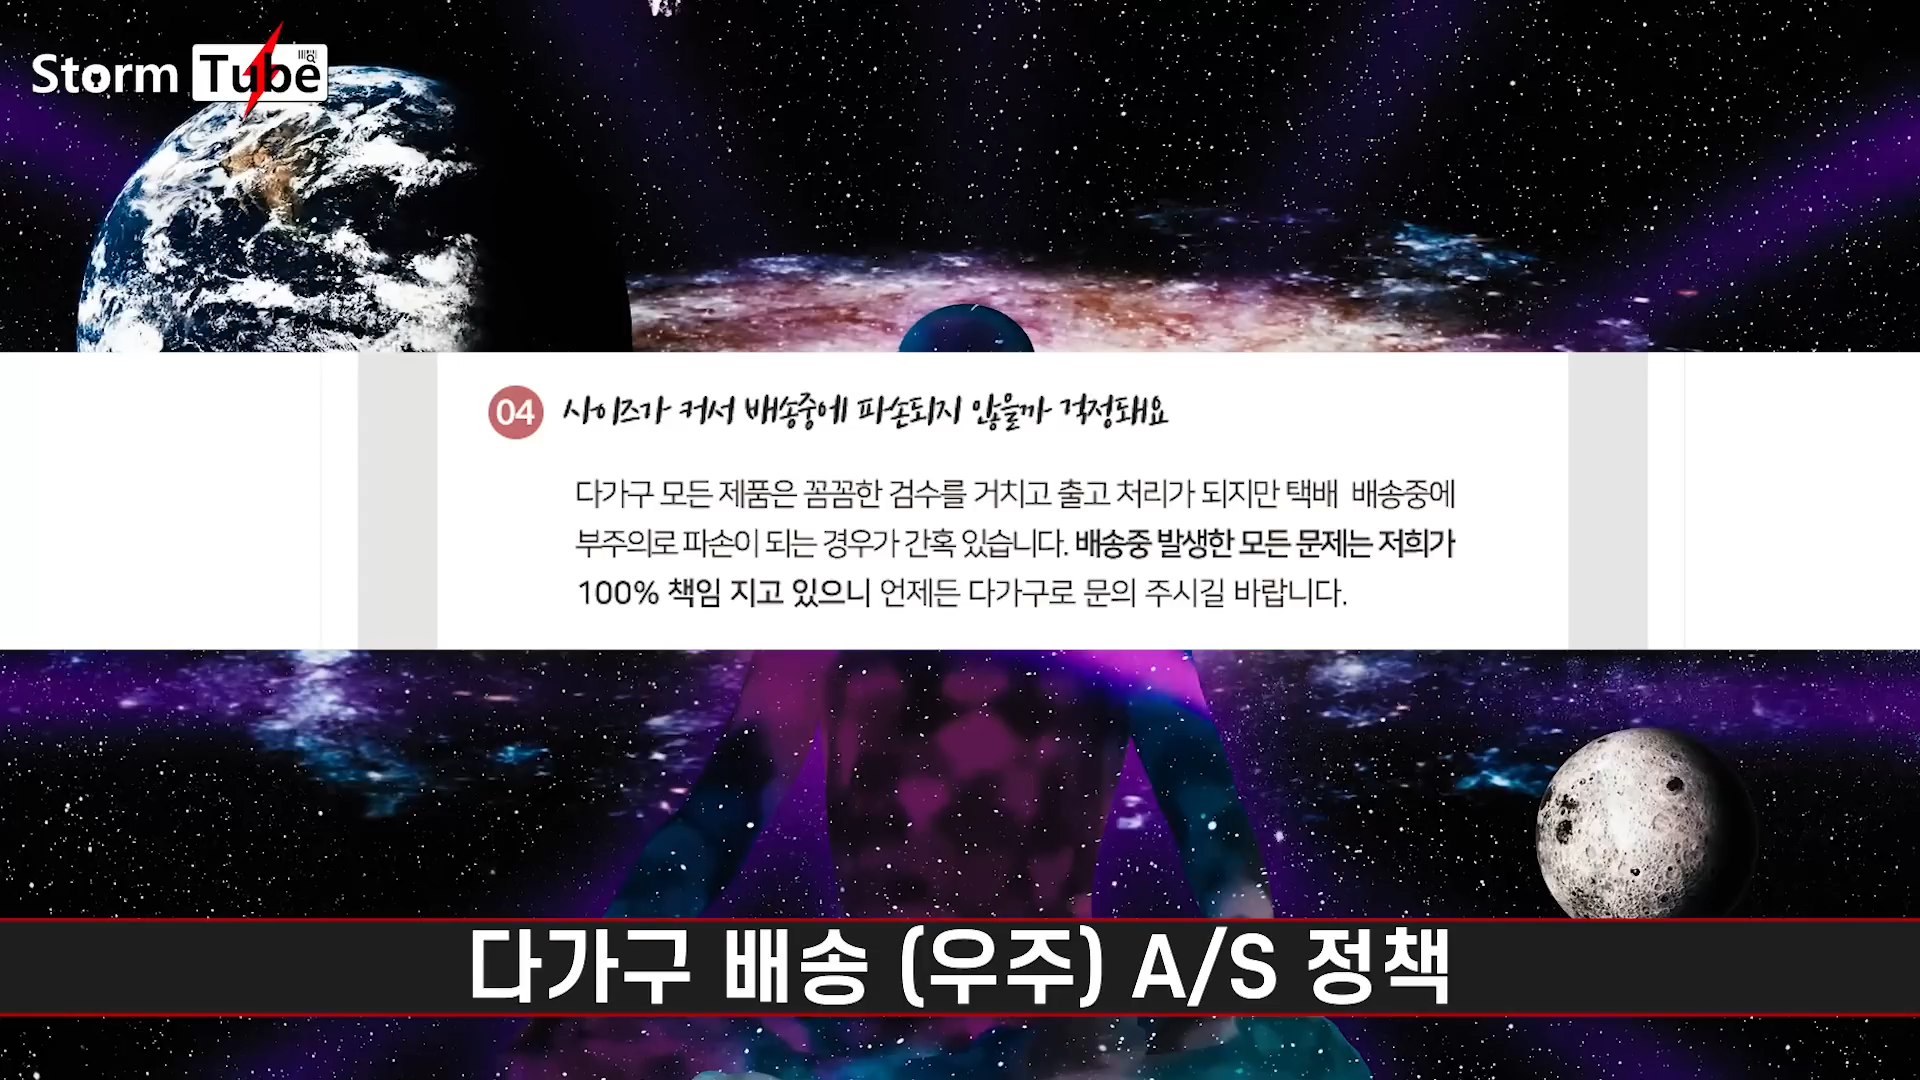 Storm Tube
04 사이즈가 커서 배송중에 파손되지 않을까 걱정돼요
다가구 모든 제품은 꼼꼼한 검수를 거치고 출고 처리가 되지만 택배 배송중에
부주의로 파손이 되는 경우가 간혹 있습니다. 배송중 발생한 모든 문제는 저희가
100% 책임 지고 있으니 언제든 다가구로 문의 주시길 바랍니다.
다가구 배송 (우주) A/S 정책